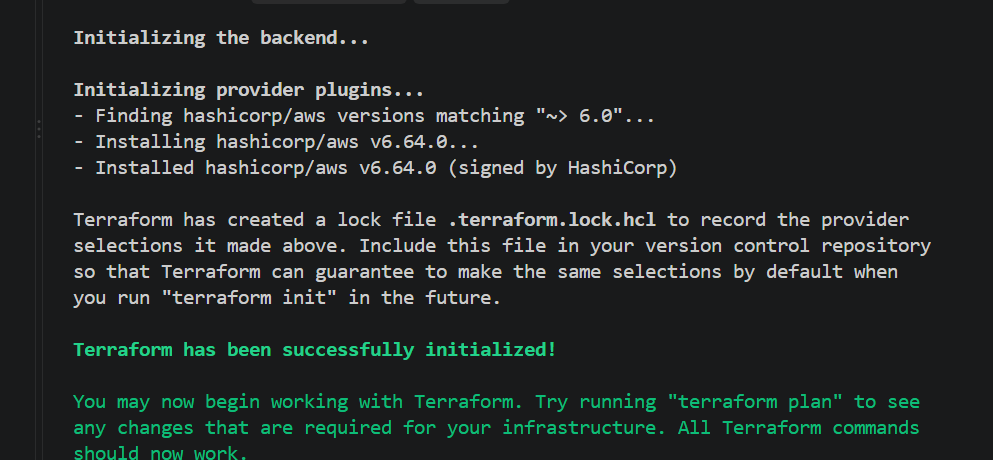 Initializing the backend...
Initializing provider plugins...
- Finding hashicorp/aws versions matching "~> 6.0"...
- Installing hashicorp/aws v6.64.0...
- Installed hashicorp/aws v6.64.0 (signed by HashiCorp)
Terraform has created a lock file .terraform.lock.hcl to record the provider
selections it made above. Include this file in your version control repository
so that Terraform can guarantee to make the same selections by default when
you run "terraform init" in the future.
Terraform has been successfully initialized!
You may now begin working with Terraform. Try running "terraform plan" to see
any changes that are required for your infrastructure. All Terraform commands
should now work.